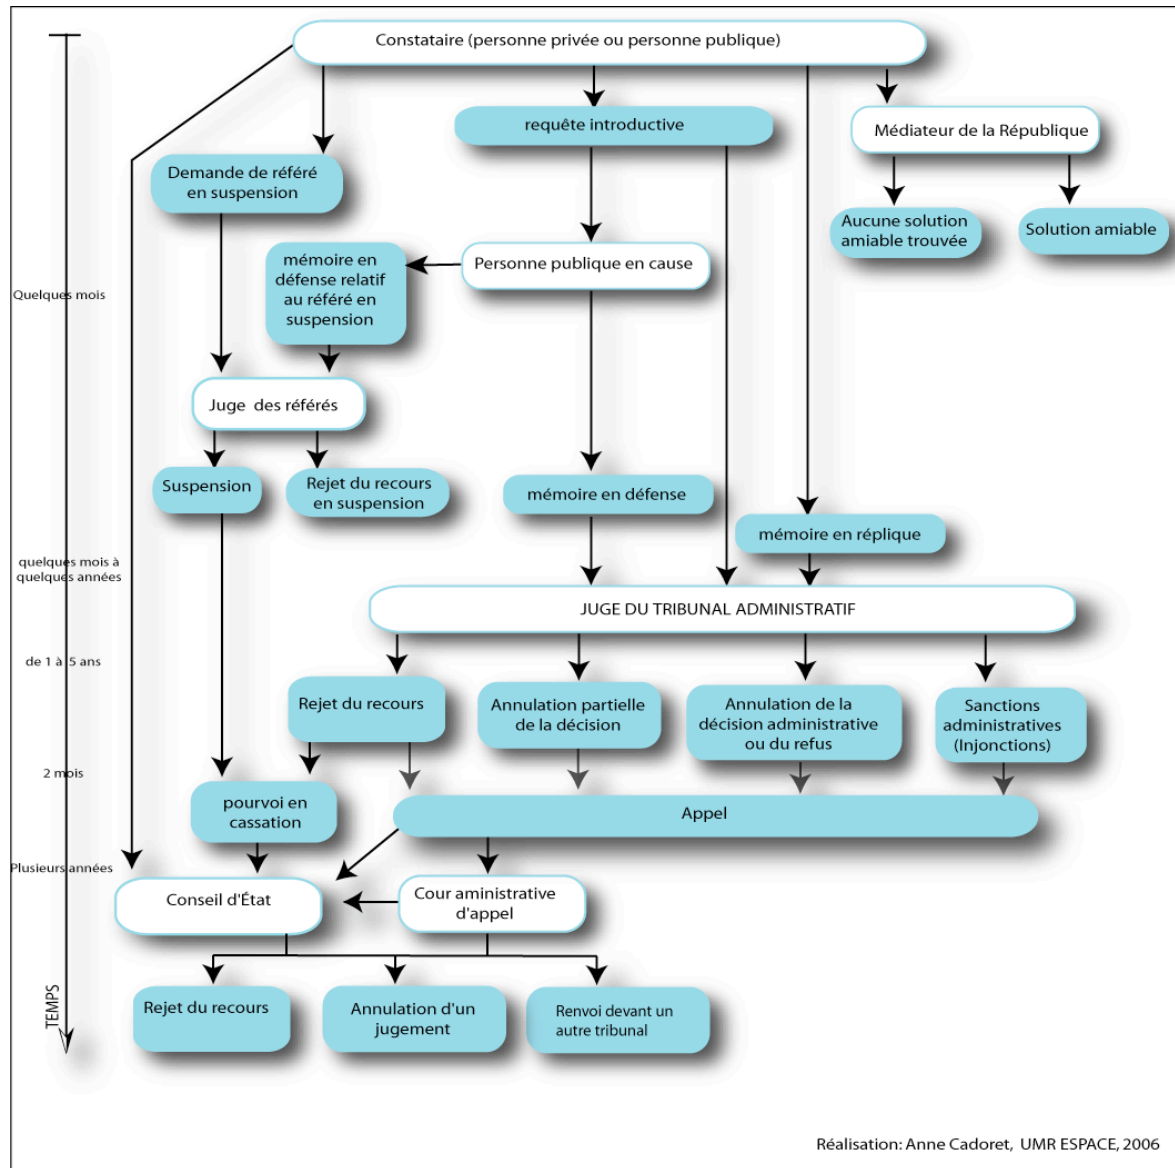 Constataire (personne privée ou personne publique)
requête introductive
Médiateur de la République
Demande de référé
en suspension
Aucune solution
amiable trouvée
Solution amiable
mémoire en
défense relatif
au référé en
suspension
Personne publique en cause
Quelques mois
Juge des référés
Suspension
Rejet du recours
en suspension
mémoire en défense
mémoire en réplique
quelques mois à
quelques années
JUGE DU TRIBUNAL ADMINISTRATIF
de 1 à 5 ans
Rejet du recours
Annulation partielle
de la décision
Annulation de la
décision administrative
ou du refus
Sanctions
administratives
(Injonctions)
2 mois
pourvoi en
cassation
Appel
Plusieurs années
Conseil d'État
Cour aministrative
d'appel
TEMPS
Rejet du recours
Annulation d'un
jugement
Renvoi devant un
autre tribunal
Réalisation: Anne Cadoret, UMR ESPACE, 2006